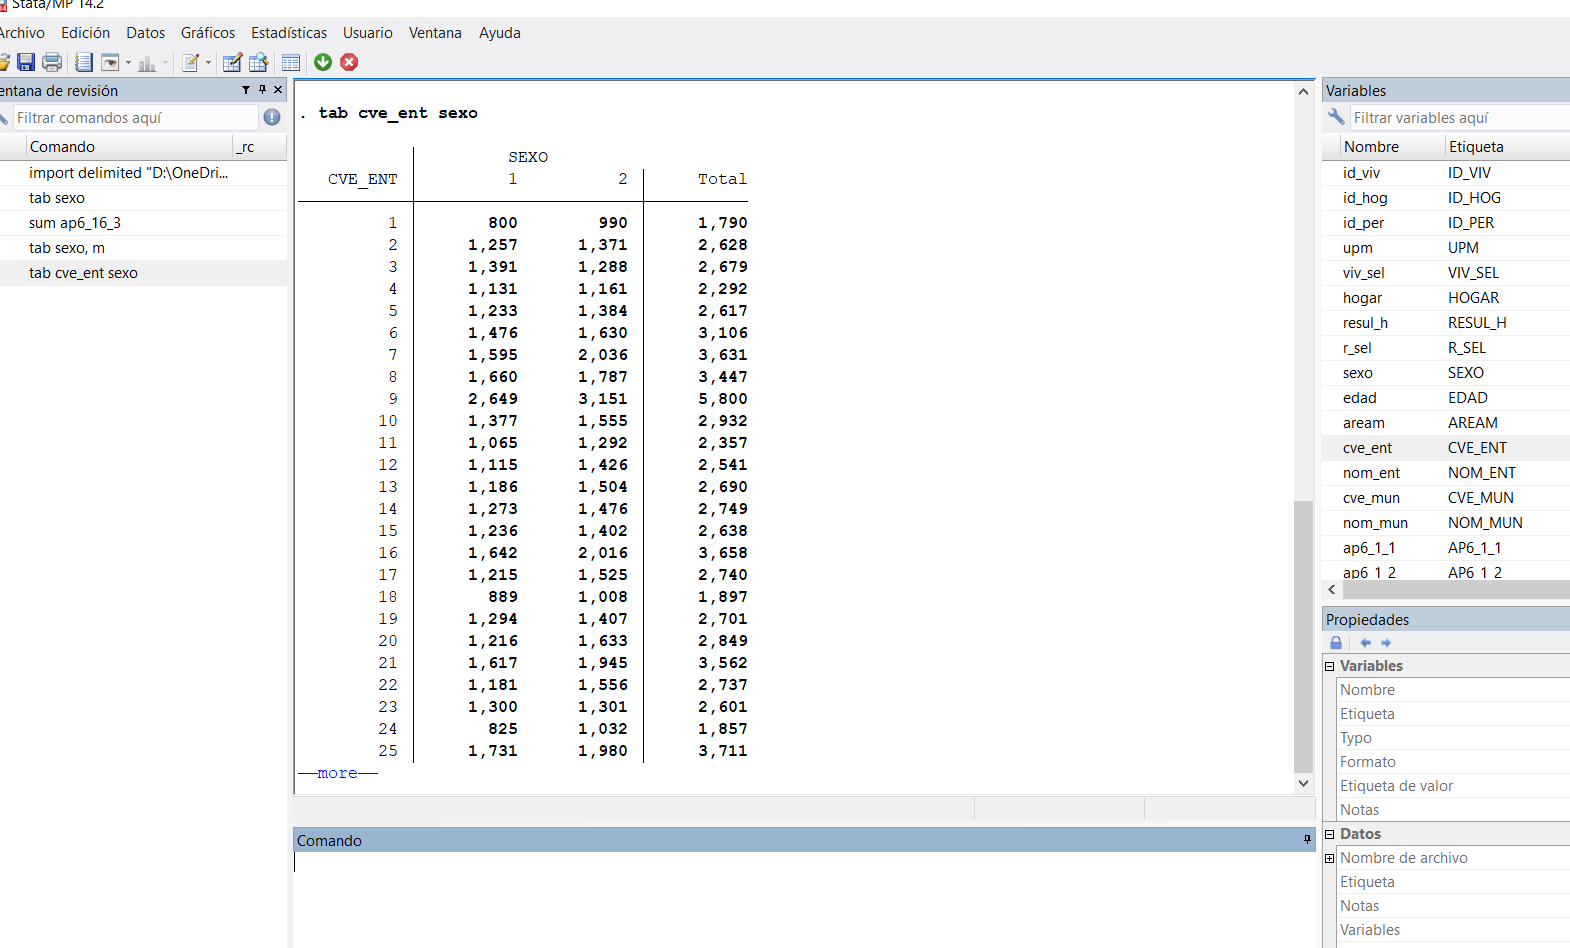 Stata/MP 14.2
Archivo Edición Datos Gráficos Estadísticas Usuario Ventana Ayuda
entana de revisión
Filtrar comandos aquí
Comando _rc
import delimited "D:\OneDri...
tab sexo
sum ap6_16_3
tab sexo, m
tab cve_ent sexo
. tab cve_ent sexo
SEXO
CVE_ENT 1 2 Total
1 800 990 1,790
2 1,257 1,371 2,628
3 1,391 1,288 2,679
4 1,131 1,161 2,292
5 1,233 1,384 2,617
6 1,476 1,630 3,106
7 1,595 2,036 3,631
8 1,660 1,787 3,447
9 2,649 3,151 5,800
10 1,377 1,555 2,932
11 1,065 1,292 2,357
12 1,115 1,426 2,541
13 1,186 1,504 2,690
14 1,273 1,476 2,749
15 1,236 1,402 2,638
16 1,642 2,016 3,658
17 1,215 1,525 2,740
18 889 1,008 1,897
19 1,294 1,407 2,701
20 1,216 1,633 2,849
21 1,617 1,945 3,562
22 1,181 1,556 2,737
23 1,300 1,301 2,601
24 825 1,032 1,857
25 1,731 1,980 3,711
—more—
Comando
Variables
Filtrar variables aquí
Nombre Etiqueta
id_viv ID_VIV
id_hog ID_HOG
id_per ID_PER
upm UPM
viv_sel VIV_SEL
hogar HOGAR
resul_h RESUL_H
r_sel R_SEL
sexo SEXO
edad EDAD
aream AREAM
cve_ent CVE_ENT
nom_ent NOM_ENT
cve_mun CVE_MUN
nom_mun NOM_MUN
ap6_1_1 AP6_1_1
ap6_1_2 AP6_1_2
Propiedades
Variables
Nombre
Etiqueta
Typo
Formato
Etiqueta de valor
Notas
Datos
Nombre de archivo
Etiqueta
Notas
Variables